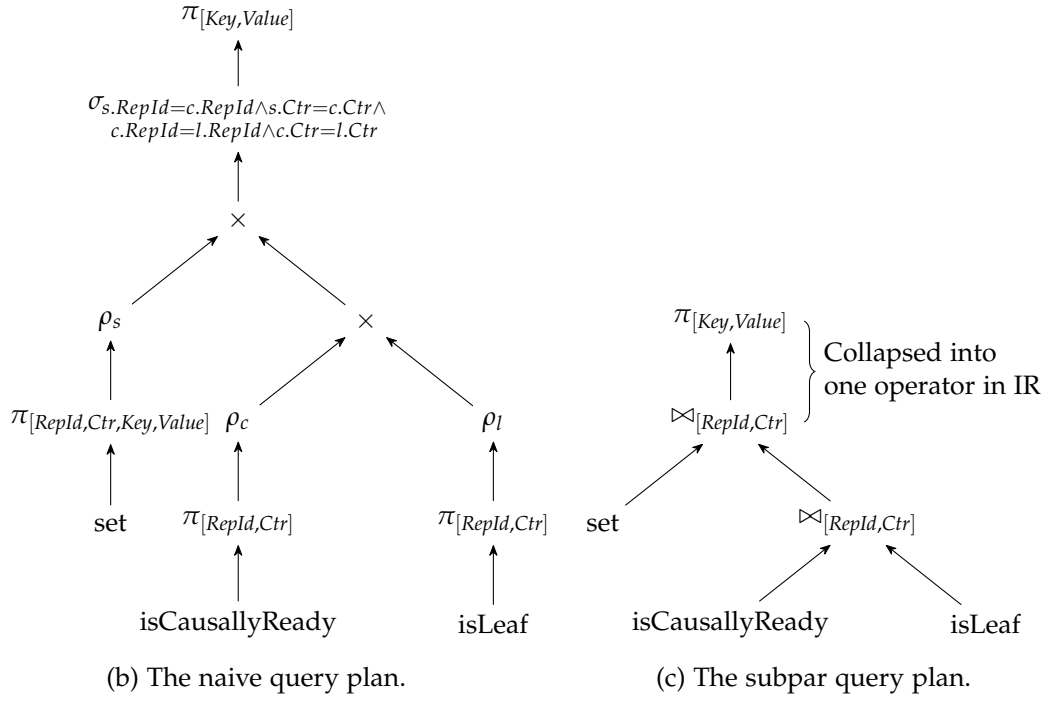 π[Key,Value]
σs.RepId=c.RepId∧s.Ctr=c.Ctr∧
c.RepId=l.RepId∧c.Ctr=l.Ctr
×
ρs
×
π[RepId,Ctr,Key,Value]
ρc
ρl
set
π[RepId,Ctr]
π[RepId,Ctr]
isCausallyReady
isLeaf
(b) The naive query plan.
π[Key,Value]
Collapsed into
one operator in IR
⋈[RepId,Ctr]
set
⋈[RepId,Ctr]
isCausallyReady
isLeaf
(c) The subpar query plan.